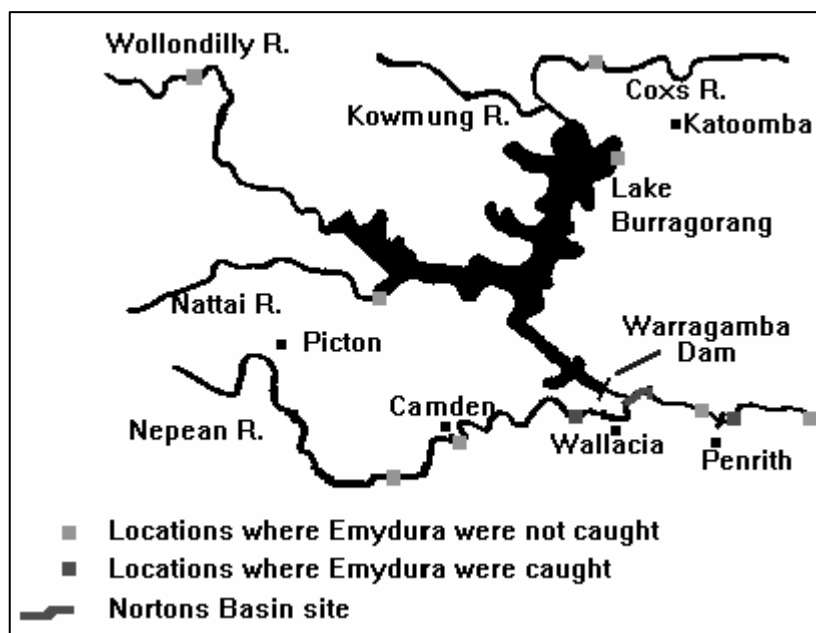 Wollondilly R.
Kowmung R.
Coxs R.
Katoomba
Lake
Burragorang
Nattai R.
Picton
Warragamba
Dam
Nepean R.
Camden
Wallacia
Penrith
Locations where Emydura were not caught
Locations where Emydura were caught
Nortons Basin site